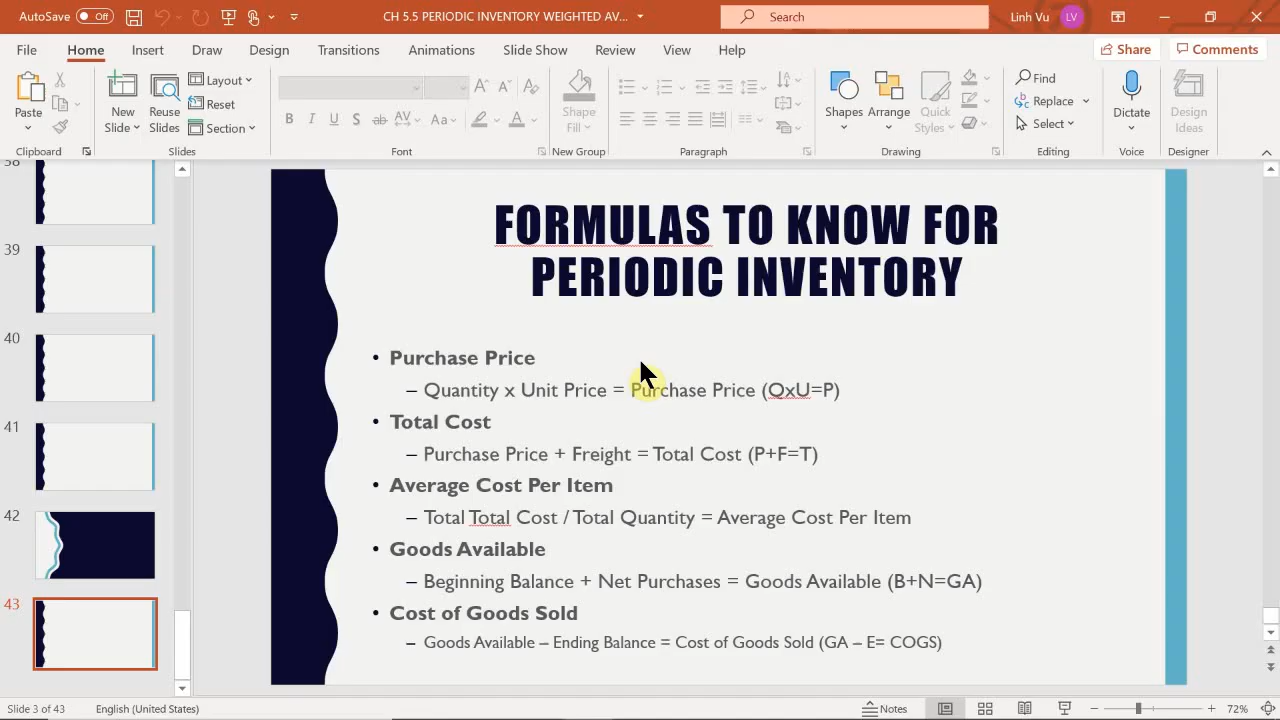 AutoSave Off CH 5.5 PERIODIC INVENTORY WEIGHTED AV... Search Linh Vu LV
File Home Insert Draw Design Transitions Animations Slide Show Review View Help Share Comments
Paste
Clipboard
New Slide
Reuse Slides
Layout
Reset
Section
Slides
B I U S ab AV Aa A
Font
Shape Fill
New Group
Paragraph
Shapes
Arrange
Quick Styles
Drawing
Find
Replace
Select
Editing
Dictate
Voice
Design Ideas
Designer
38
39
40
41
42
43
FORMULAS TO KNOW FOR
PERIODIC INVENTORY
• Purchase Price
– Quantity x Unit Price = Purchase Price (QxU=P)
• Total Cost
– Purchase Price + Freight = Total Cost (P+F=T)
• Average Cost Per Item
– Total Total Cost / Total Quantity = Average Cost Per Item
• Goods Available
– Beginning Balance + Net Purchases = Goods Available (B+N=GA)
• Cost of Goods Sold
– Goods Available – Ending Balance = Cost of Goods Sold (GA – E= COGS)
Slide 3 of 43 English (United States) Notes 72%